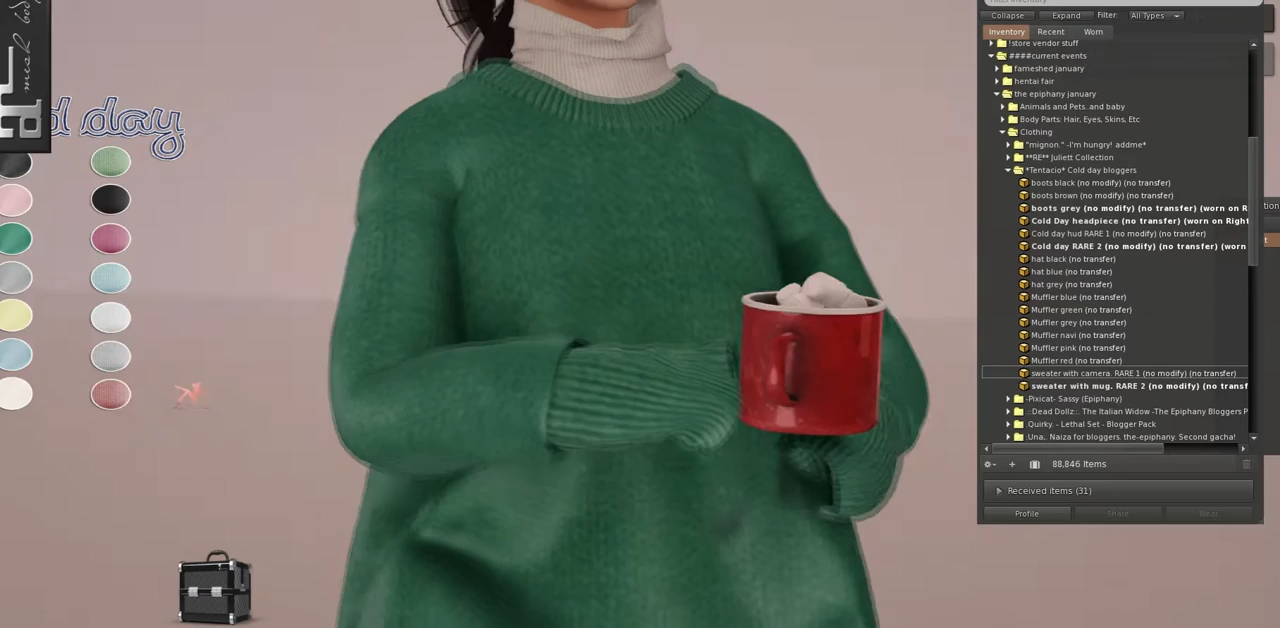 mesh body
d day
Filter Inventory
Collapse Expand Filter: All Types
Inventory Recent Worn
!store vendor stuff
####current events
fameshed january
hentai fair
the epiphany january
Animals and Pets. and baby
Body Parts: Hair, Eyes, Skins, Etc
Clothing
"mignon." -I'm hungry! addme*
**RE** Juliett Collection
*Tentacio* Cold day bloggers
boots black (no modify) (no transfer)
boots brown (no modify) (no transfer)
boots grey (no modify) (no transfer) (worn on R
Cold Day headpiece (no transfer) (worn on Right
Cold day hud RARE 1 (no modify) (no transfer)
Cold day RARE 2 (no modify) (no transfer) (worn
hat black (no transfer)
hat blue (no transfer)
hat grey (no transfer)
Muffler blue (no transfer)
Muffler green (no transfer)
Muffler grey (no transfer)
Muffler navi (no transfer)
Muffler pink (no transfer)
Muffler red (no transfer)
sweater with camera. RARE 1 (no modify) (no transfer)
sweater with mug. RARE 2 (no modify) (no transf
-Pixicat- Sassy (Epiphany)
.::Dead Dollz::. The Italian Widow -The Epiphany Bloggers P
Quirky. - Lethal Set - Blogger Pack
:Una:. Naiza for bloggers. the-epiphany. Second gacha!
88,846 Items
Received items (31)
Profile Share Wear
tion
t